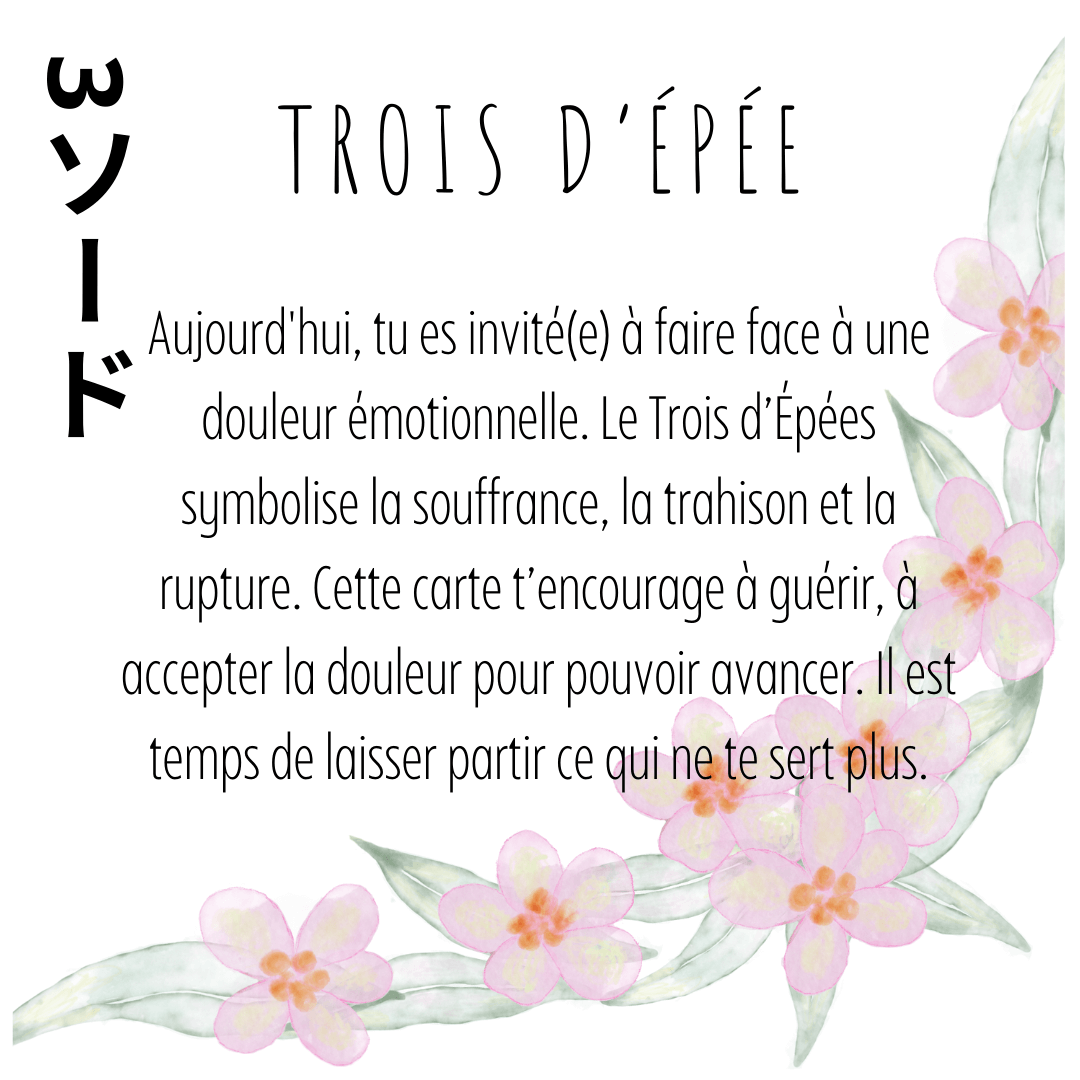 3ソード
TROIS D’ÉPÉE
Aujourd'hui, tu es invité(e) à faire face à une
douleur émotionnelle. Le Trois d’Épées
symbolise la souffrance, la trahison et la
rupture. Cette carte t’encourage à guérir, à
accepter la douleur pour pouvoir avancer. Il est
temps de laisser partir ce qui ne te sert plus.